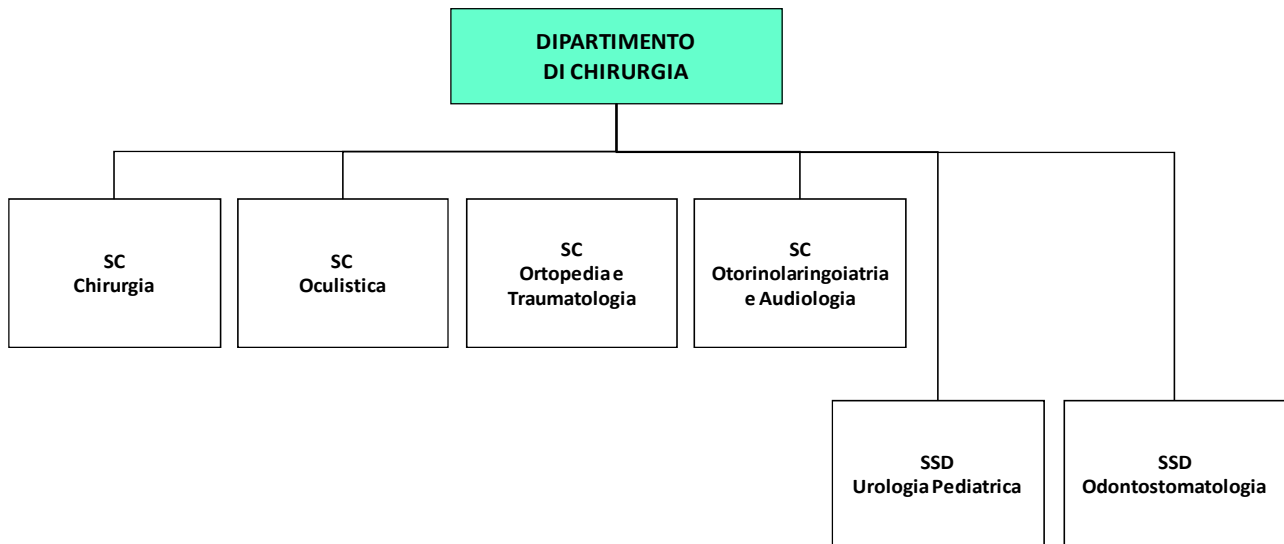 DIPARTIMENTO
DI CHIRURGIA
SC
Chirurgia
SC
Oculistica
SC
Ortopedia e
Traumatologia
SC
Otorinolaringoiatria
e Audiologia
SSD
Urologia Pediatrica
SSD
Odontostomatologia